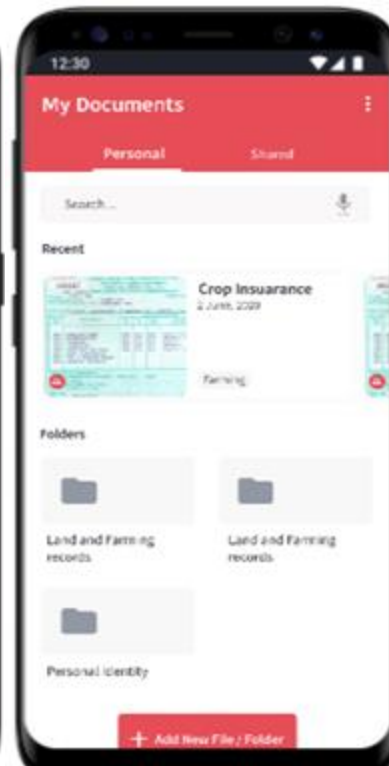 12:30
My Documents
Personal Shared
Search...
Recent
Crop Insuarance
2 June, 2020
Farming
Folders
Land and Farming
records
Land and Farming
records
Personal Identity
+ Add New File / Folder